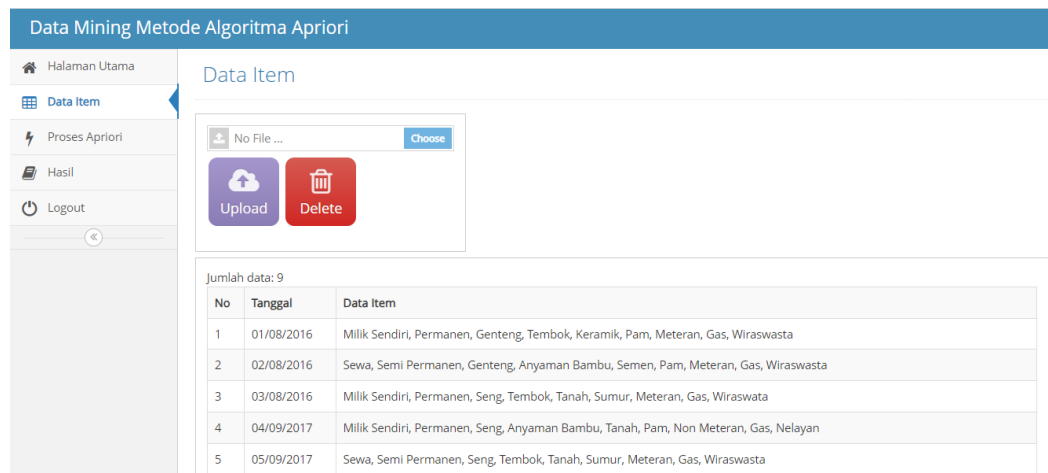 Data Mining Metode Algoritma Apriori
Halaman Utama
Data Item
Proses Apriori
Hasil
Logout
Data Item
No File ... Choose
Upload Delete
Jumlah data: 9
No Tanggal Data Item
1 01/08/2016 Milik Sendiri, Permanen, Genteng, Tembok, Keramik, Pam, Meteran, Gas, Wiraswasta
2 02/08/2016 Sewa, Semi Permanen, Genteng, Anyaman Bambu, Semen, Pam, Meteran, Gas, Wiraswasta
3 03/08/2016 Milik Sendiri, Permanen, Seng, Tembok, Tanah, Sumur, Meteran, Gas, Wiraswata
4 04/09/2017 Milik Sendiri, Permanen, Seng, Anyaman Bambu, Tanah, Pam, Non Meteran, Gas, Nelayan
5 05/09/2017 Sewa, Semi Permanen, Seng, Tembok, Tanah, Sumur, Meteran, Gas, Wiraswasta